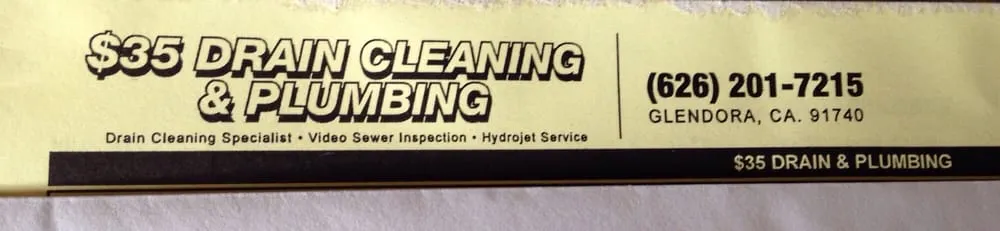 $35 DRAIN CLEANING
& PLUMBING
Drain Cleaning Specialist • Video Sewer Inspection • Hydrojet Service
(626) 201-7215
GLENDORA, CA. 91740
$35 DRAIN & PLUMBING